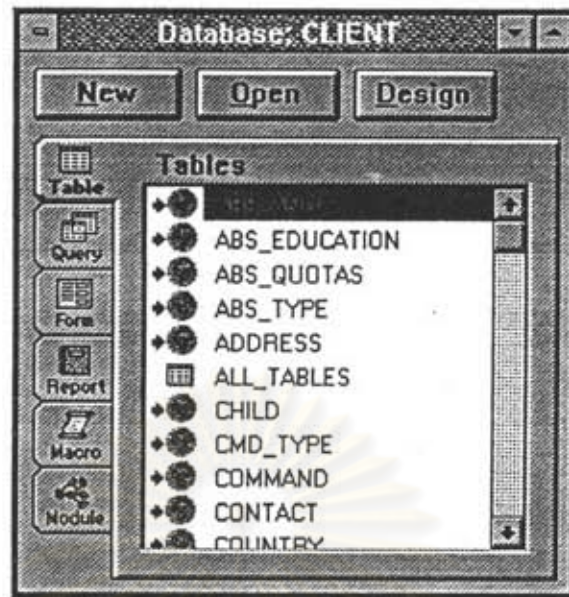 Database: CLIENT
New Open Design
Table
Query
Form
Report
Macro
Module
Tables
ABS_EDUCATION
ABS_QUOTAS
ABS_TYPE
ADDRESS
ALL_TABLES
CHILD
CMD_TYPE
COMMAND
CONTACT
COUNTRY